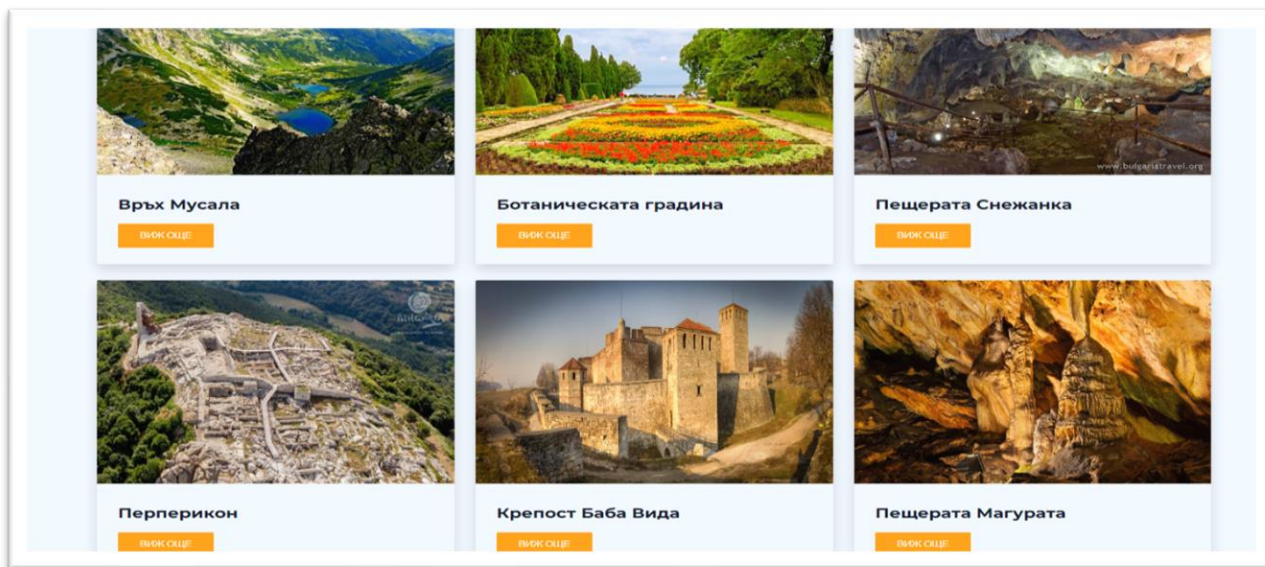 www.bulgariatravel.org
Връх Мусала
Ботаническата градина
Пещерата Снежанка
ВИЖ ОЩЕ
ВИЖ ОЩЕ
ВИЖ ОЩЕ
Перперикон
Крепост Баба Вида
Пещерата Магурата
ВИЖ ОЩЕ
ВИЖ ОЩЕ
ВИЖ ОЩЕ